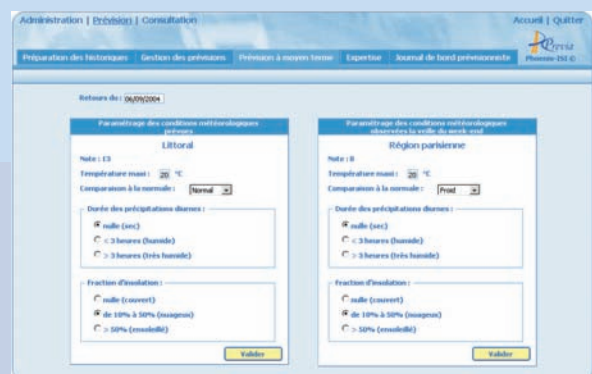 Administration | Prévision | Consultation
Accueil | Quitter
Previa
Phoenix-ISI ©
Préparation des historiques Gestion des prévisions Prévision à moyen terme Expertise Journal de bord prévisionniste
Retours du : 06/09/2004
Paramétrage des conditions météorologiques
prévues
Littoral
Note : 13
Température maxi : 20 °C
Comparaison à la normale : Normal
Durée des précipitations diurnes :
nulle (sec)
< 3 heures (humide)
> 3 heures (très humide)
Fraction d'insolation :
nulle (couvert)
de 10% à 50% (nuageux)
> 50% (ensoleillé)
Valider
Paramétrage des conditions météorologiques
observées la veille du week-end
Région parisienne
Note : 8
Température maxi : 20 °C
Comparaison à la normale : Froid
Durée des précipitations diurnes :
nulle (sec)
< 3 heures (humide)
> 3 heures (très humide)
Fraction d'insolation :
nulle (couvert)
de 10% à 50% (nuageux)
> 50% (ensoleillé)
Valider